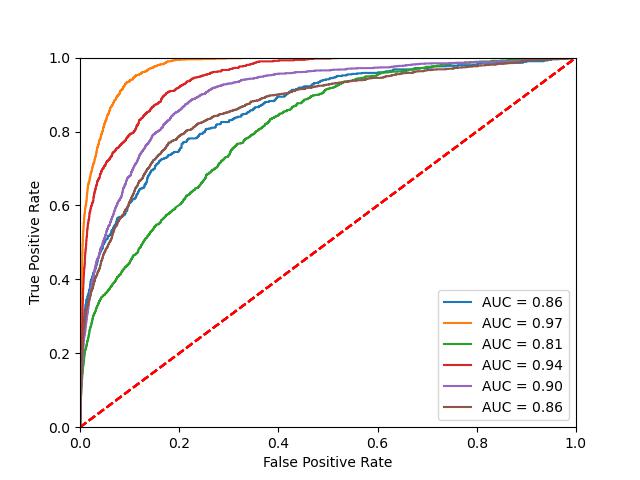 1.0
0.8
0.6
0.4
0.2
0.0
True Positive Rate
AUC = 0.86
AUC = 0.97
AUC = 0.81
AUC = 0.94
AUC = 0.90
AUC = 0.86
0.0 0.2 0.4 0.6 0.8 1.0
False Positive Rate